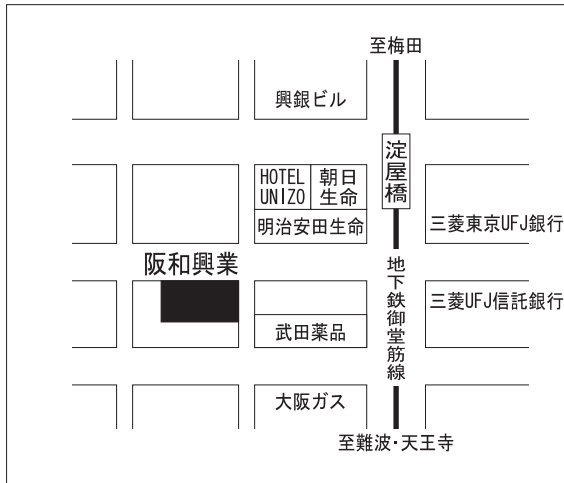 至梅田
興銀ビル
淀屋橋
HOTEL
UNIZO
朝日
生命
明治安田生命
三菱東京UFJ銀行
阪和興業
地下鉄御堂筋線
三菱UFJ信託銀行
武田薬品
大阪ガス
至難波・天王寺